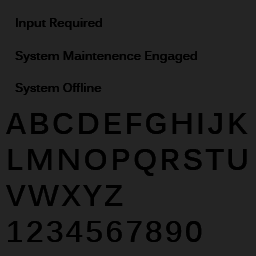 Input Required
System Maintenence Engaged
System Offline
ABCDEFGHIJK
LMNOPQRSTU
VWXYZ
1234567890